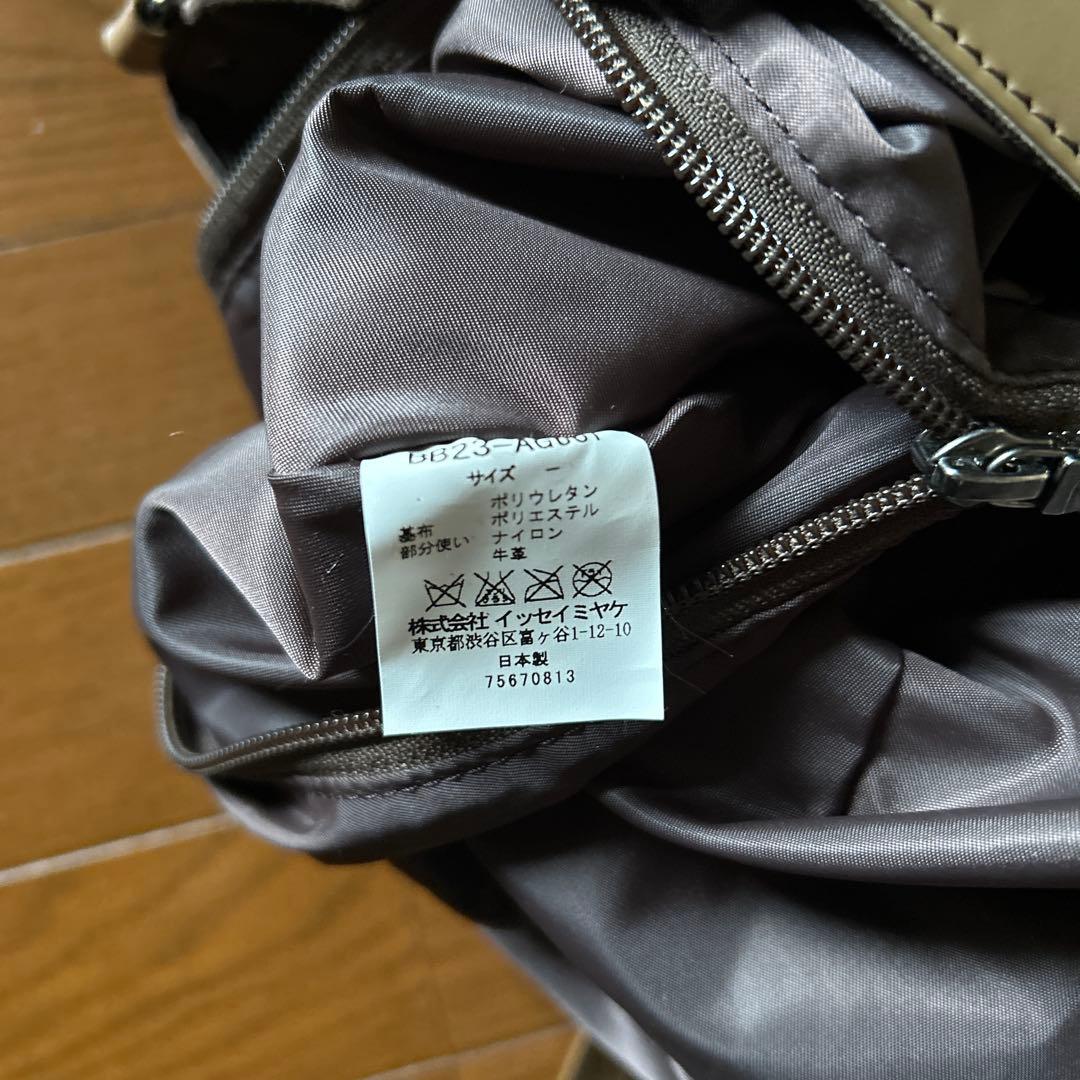 サイズ －
ポリウレタン
基布 ポリエステル
部分使い ナイロン
牛革
株式会社 イッセイミヤケ
東京都渋谷区富ヶ谷1-12-10
日本製
75670813